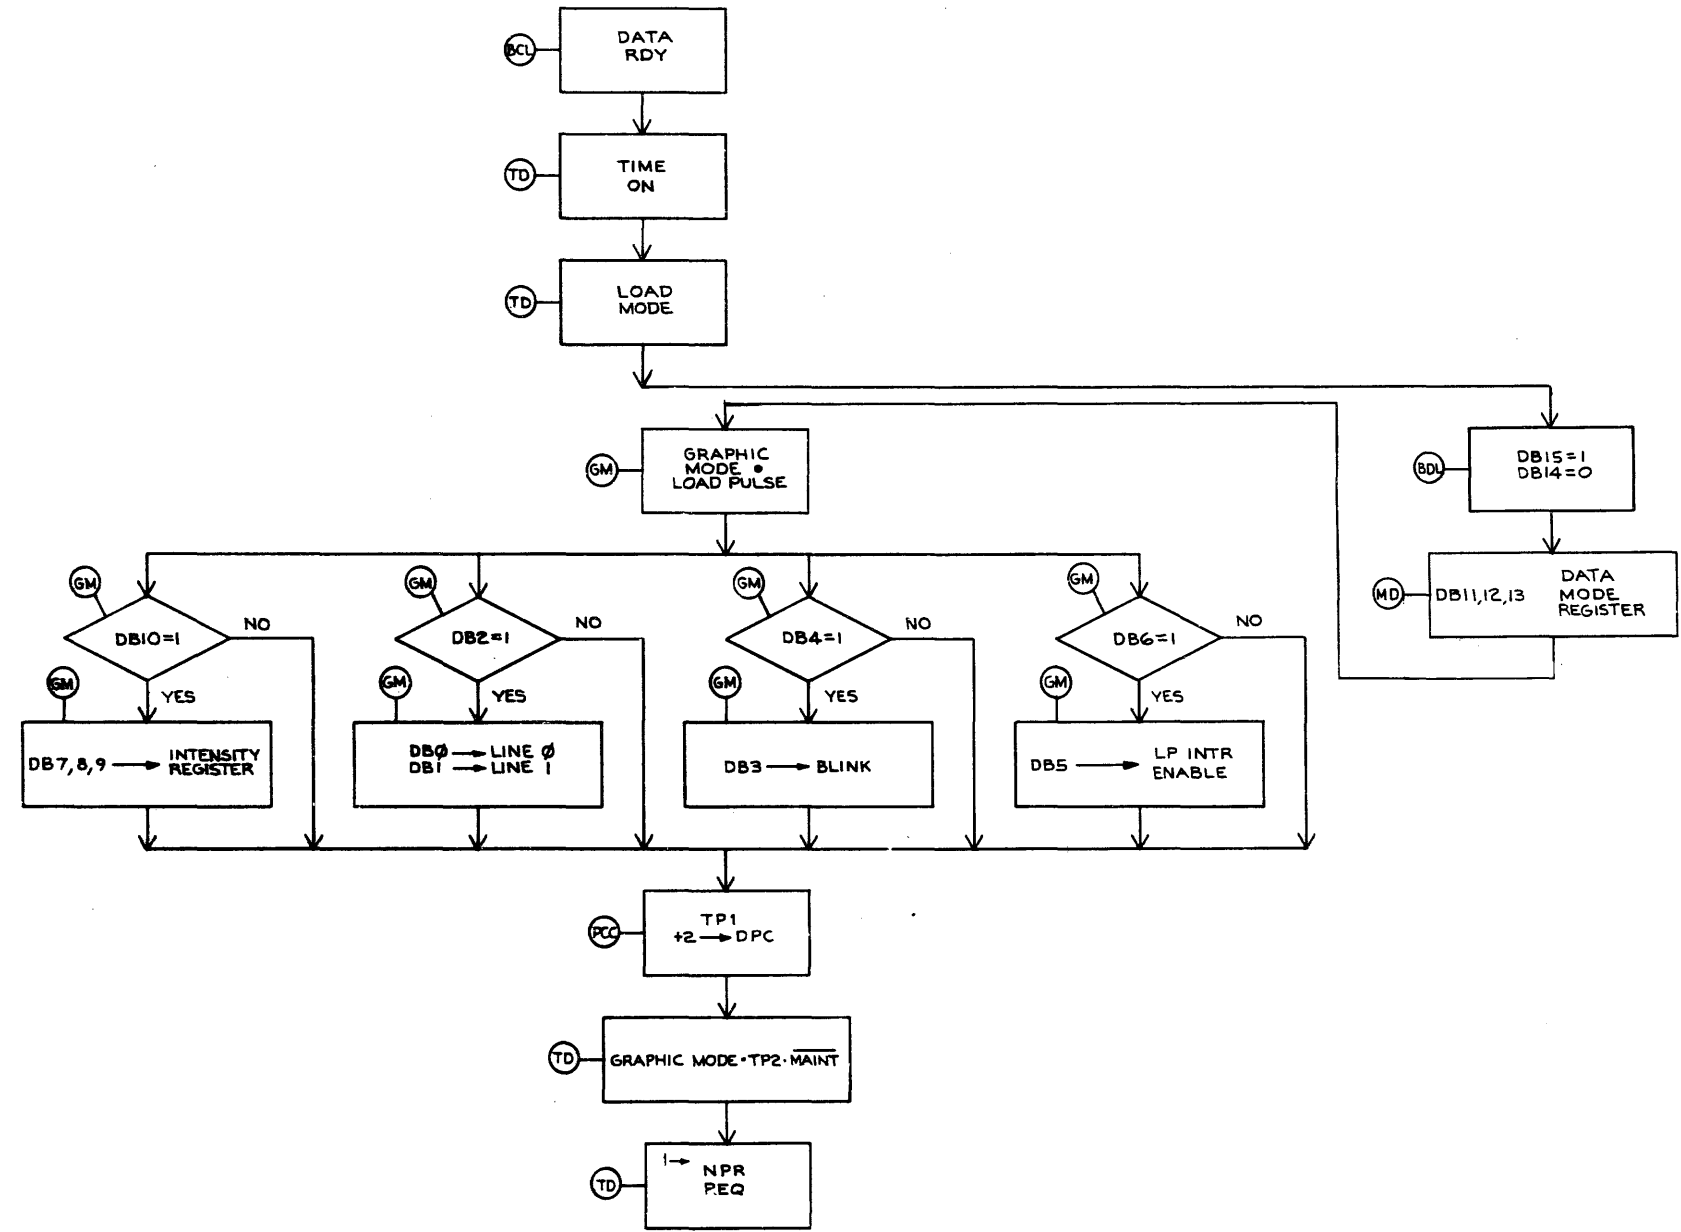 BCL
DATA
RDY
TD
TIME
ON
TD
LOAD
MODE
GM
GRAPHIC
MODE •
LOAD PULSE
BDL
DB15=1
DB14=0
MD
DB11,12,13
DATA
MODE
REGISTER
GM
DB10=1
NO
GM
DB2=1
NO
GM
DB4=1
NO
GM
DB6=1
NO
GM
YES
GM
YES
GM
YES
GM
YES
DB7,8,9 → INTENSITY
REGISTER
DBØ → LINE Ø
DB1 → LINE 1
DB3 → BLINK
DB5 → LP INTR
ENABLE
PCC
TP1
+2 → DPC
TD
GRAPHIC MODE•TP2•M̅A̅I̅N̅T̅
TD
1→
NPR
REQ